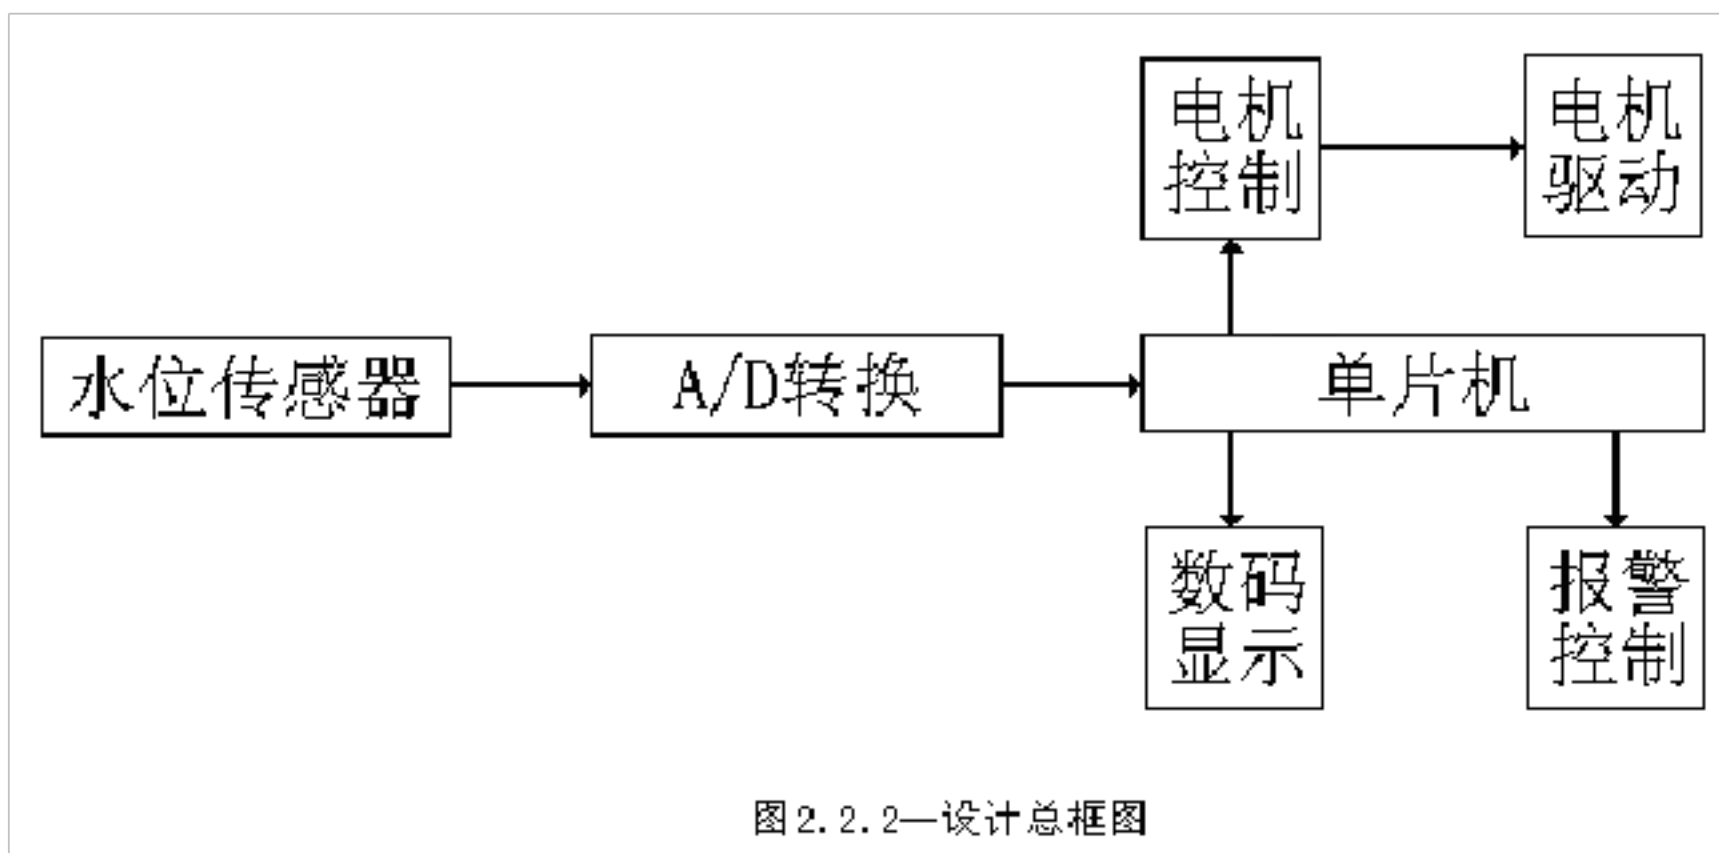 电机
控制
电机
驱动
水位传感器
A/D转换
单片机
数码
显示
报警
控制
图2.2.2—设计总框图